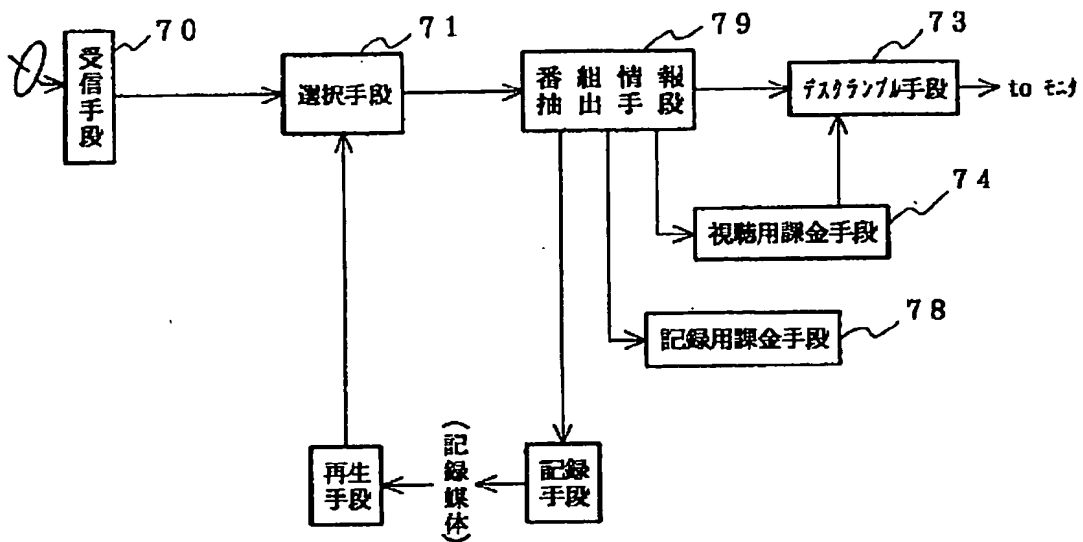 70
受信手段
71
選択手段
79
番組情報
抽出手段
73
デスクランブル手段
to モニタ
74
視聴用課金手段
78
記録用課金手段
再生
手段
(記録媒体)
記録
手段